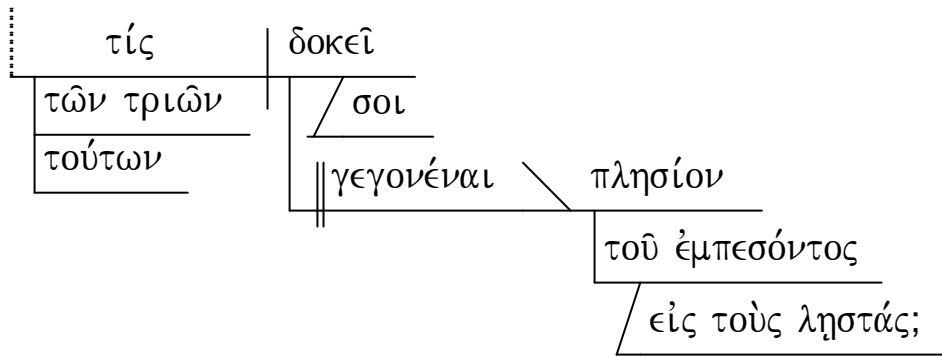 τίς δοκεῖ
τῶν τριῶν σοι
τούτων
γεγονέναι πλησίον
τοῦ ἐμπεσόντος
εἰς τοὺς λῃστάς;